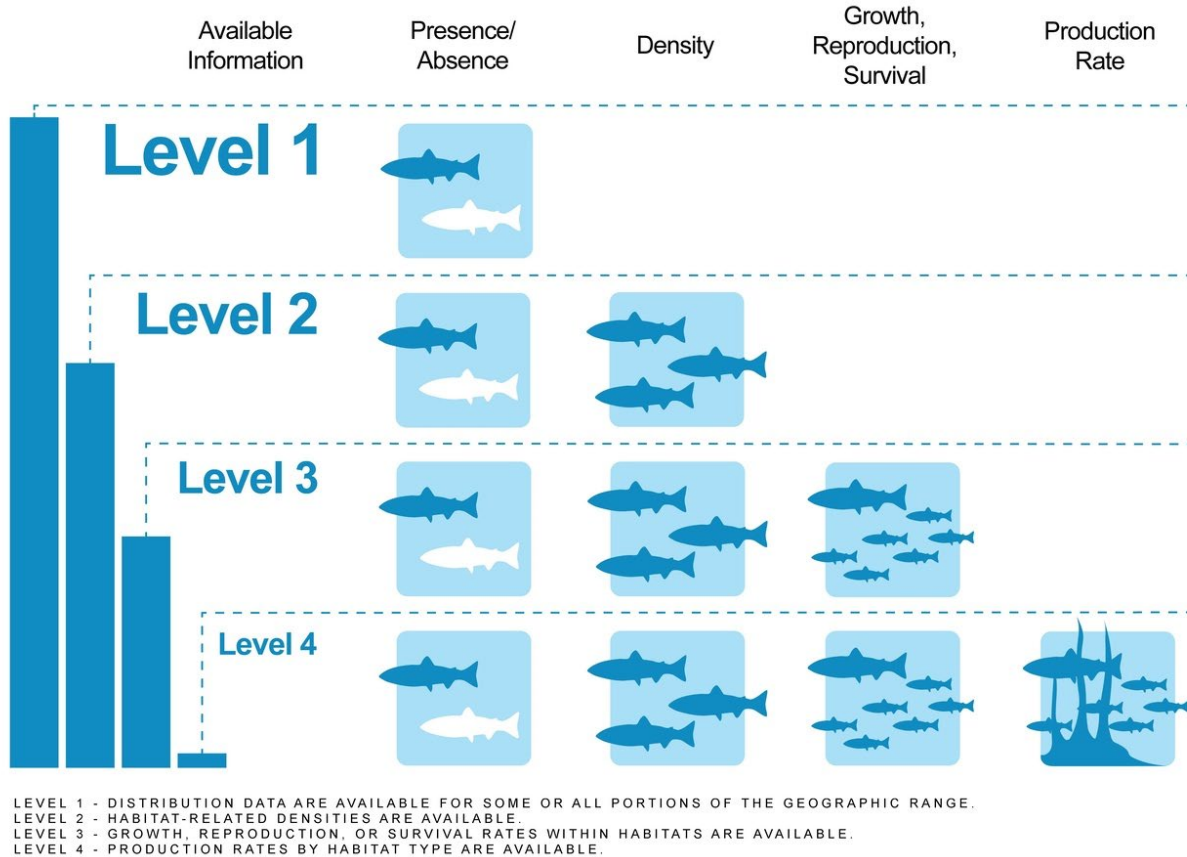 Available
Information
Presence/
Absence
Density
Growth,
Reproduction,
Survival
Production
Rate
Level 1
Level 2
Level 3
Level 4
LEVEL 1 - DISTRIBUTION DATA ARE AVAILABLE FOR SOME OR ALL PORTIONS OF THE GEOGRAPHIC RANGE.
LEVEL 2 - HABITAT-RELATED DENSITIES ARE AVAILABLE.
LEVEL 3 - GROWTH, REPRODUCTION, OR SURVIVAL RATES WITHIN HABITATS ARE AVAILABLE.
LEVEL 4 - PRODUCTION RATES BY HABITAT TYPE ARE AVAILABLE.